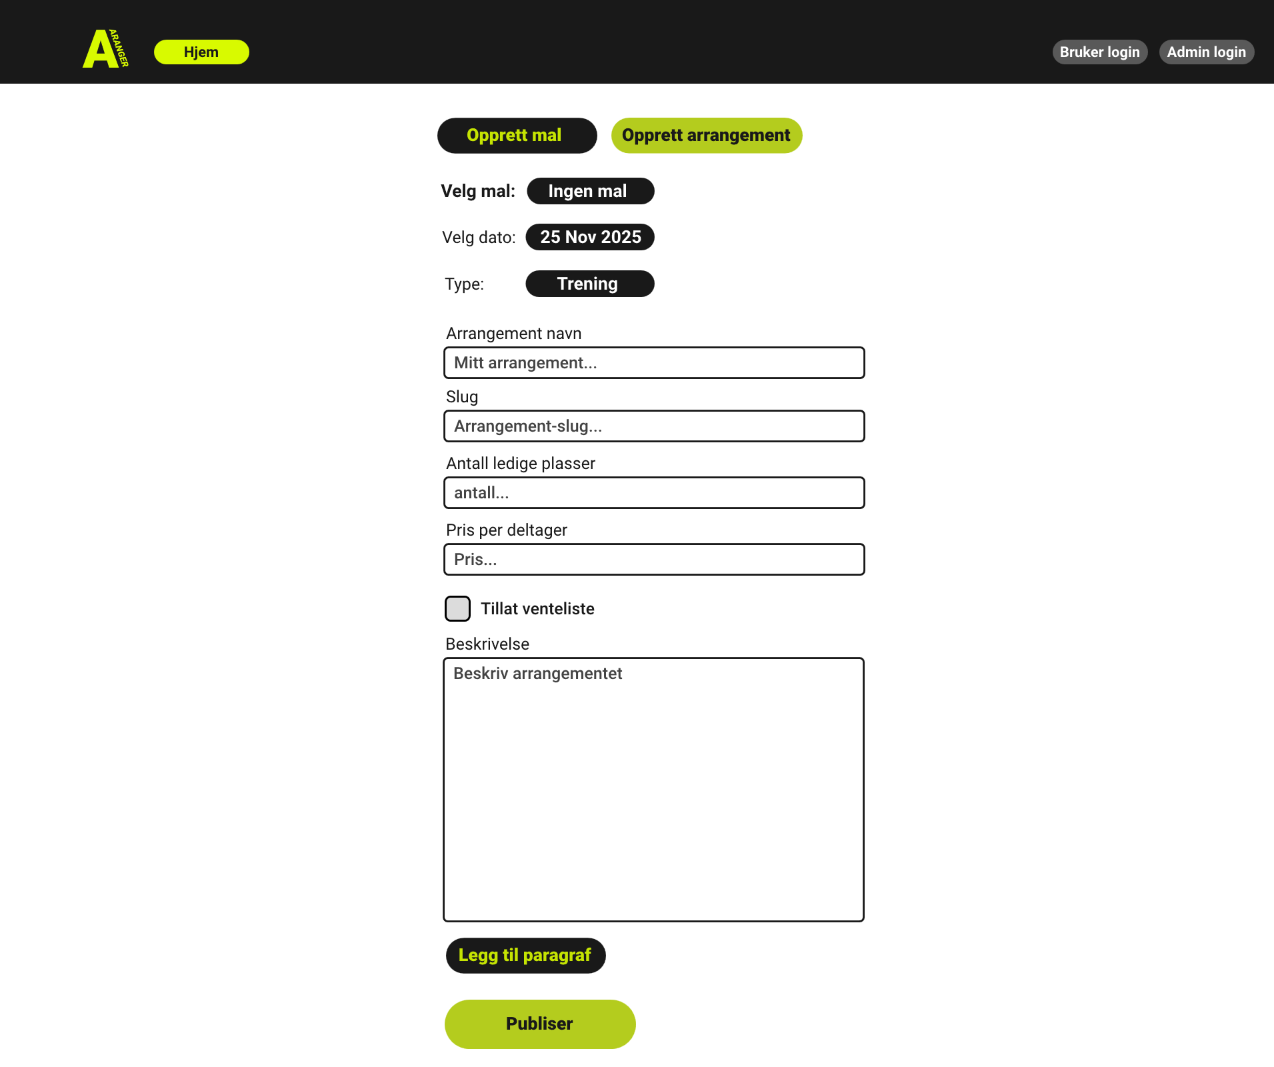 A ARANGER
Hjem
Bruker login
Admin login
Opprett mal
Opprett arrangement
Velg mal: Ingen mal
Velg dato: 25 Nov 2025
Type: Trening
Arrangement navn
Mitt arrangement...
Slug
Arrangement-slug...
Antall ledige plasser
antall...
Pris per deltager
Pris...
Tillat venteliste
Beskrivelse
Beskriv arrangementet
Legg til paragraf
Publiser